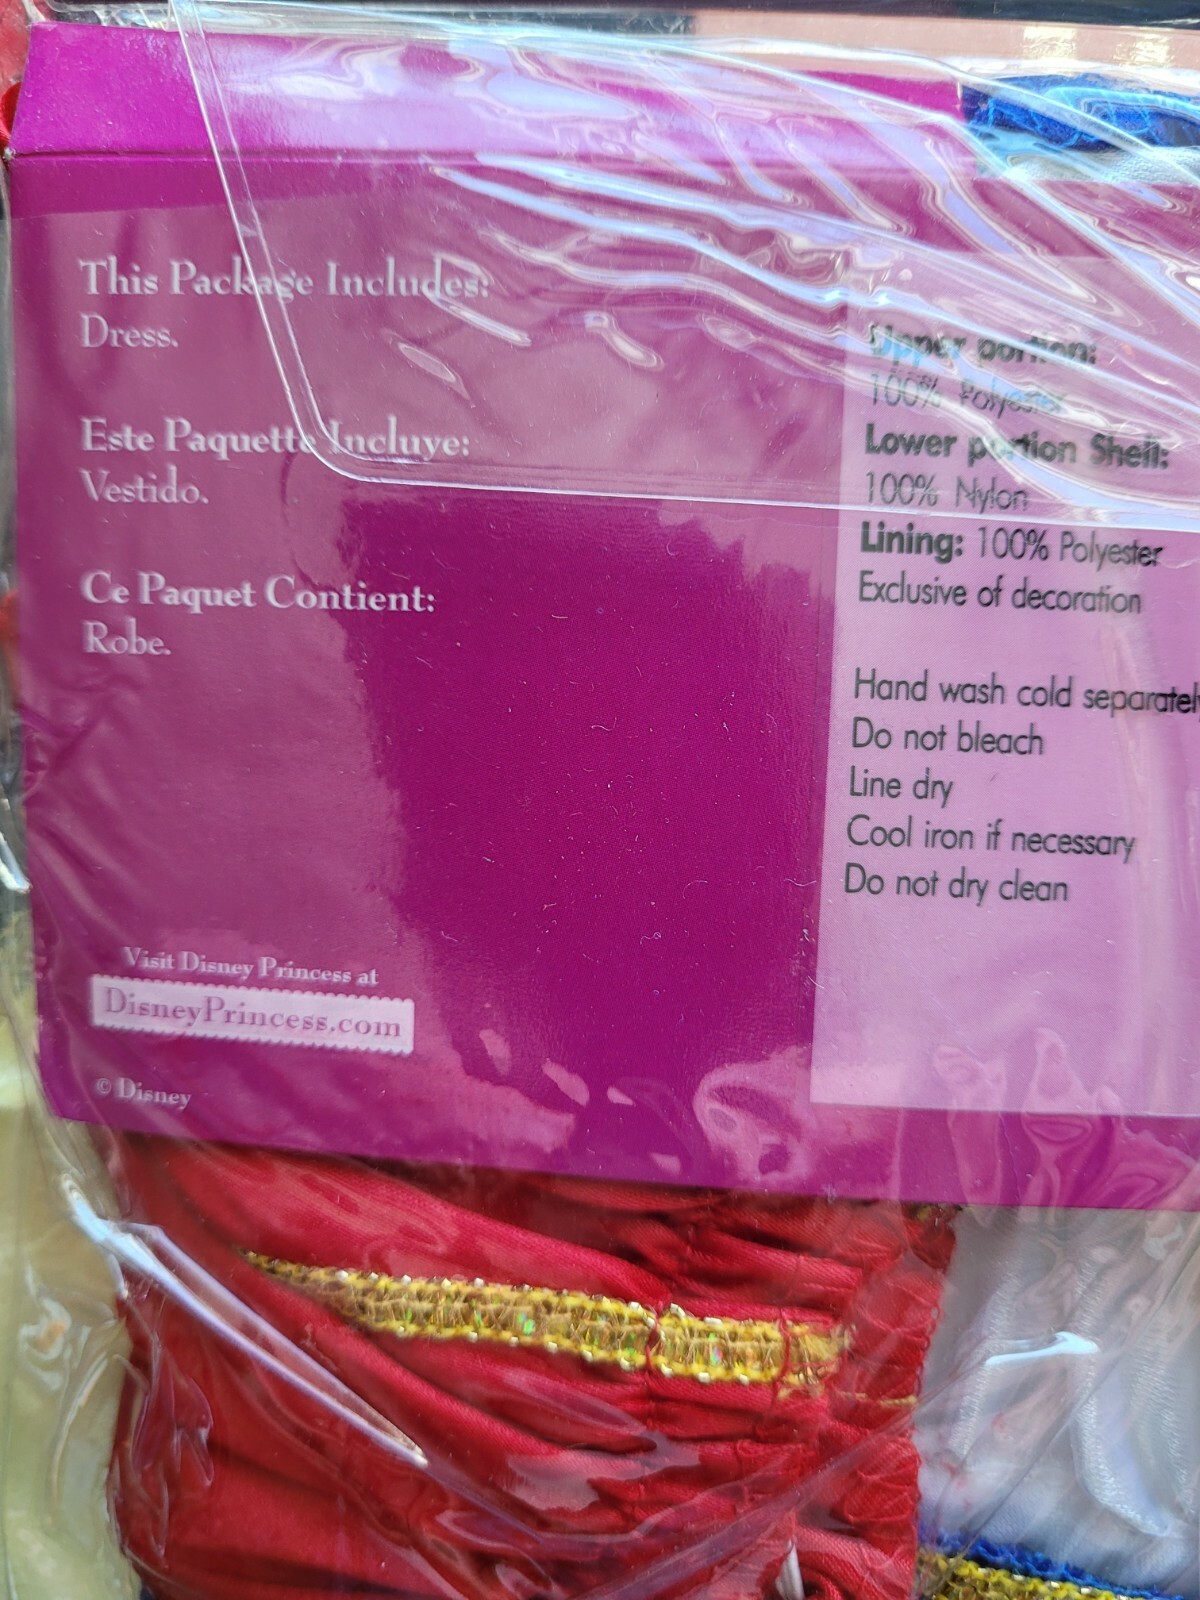 This Package Includes:
Dress.
Este Paquette Incluye:
Vestido.
Ce Paquet Contient:
Robe.
Visit Disney Princess at
DisneyPrincess.com
© Disney
Upper portion:
100% Polyester
Lower portion Shell:
100% Nylon
Lining: 100% Polyester
Exclusive of decoration
Hand wash cold separately
Do not bleach
Line dry
Cool iron if necessary
Do not dry clean